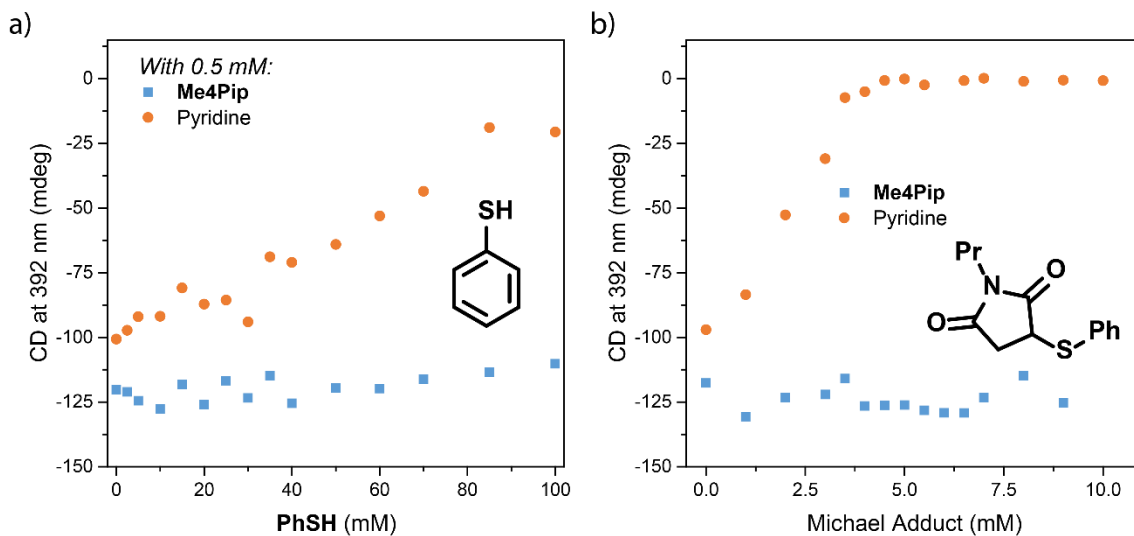 a)
CD at 392 nm (mdeg)
0
-25
-50
-75
-100
-125
-150
With 0.5 mM:
Me4Pip
Pyridine
SH
0
20
40
60
80
100
PhSH (mM)
b)
CD at 392 nm (mdeg)
0
-25
-50
-75
-100
-125
-150
Me4Pip
Pyridine
Pr
N
O
O
S
Ph
0.0
2.5
5.0
7.5
10.0
Michael Adduct (mM)